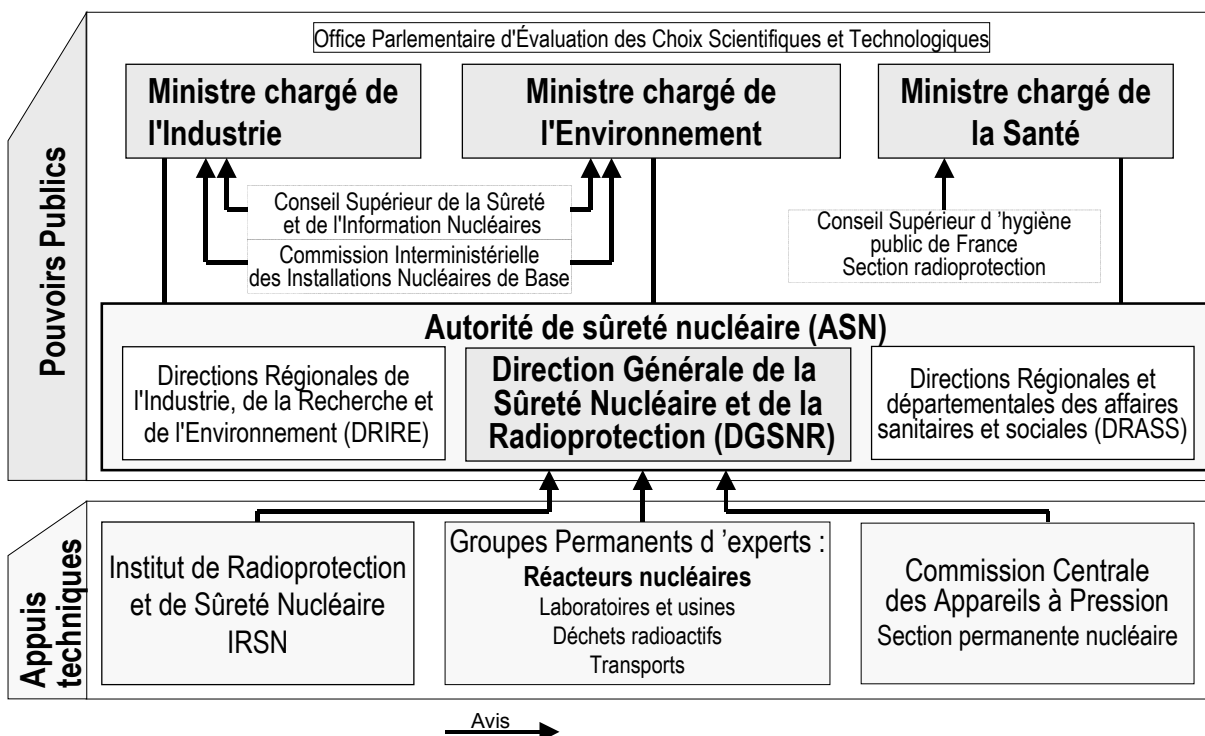 Office Parlementaire d'Évaluation des Choix Scientifiques et Technologiques
Pouvoirs Publics
Ministre chargé de
l'Industrie
Ministre chargé de
l'Environnement
Ministre chargé de
la Santé
Conseil Supérieur de la Sûreté
et de l'Information Nucléaires
Commission Interministérielle
des Installations Nucléaires de Base
Conseil Supérieur d ’hygiène
public de France
Section radioprotection
Autorité de sûreté nucléaire (ASN)
Directions Régionales de
l'Industrie, de la Recherche et
de l'Environnement (DRIRE)
Direction Générale de la
Sûreté Nucléaire et de la
Radioprotection (DGSNR)
Directions Régionales et
départementales des affaires
sanitaires et sociales (DRASS)
Appuis
techniques
Institut de Radioprotection
et de Sûreté Nucléaire
IRSN
Groupes Permanents d ’experts :
Réacteurs nucléaires
Laboratoires et usines
Déchets radioactifs
Transports
Commission Centrale
des Appareils à Pression
Section permanente nucléaire
Avis